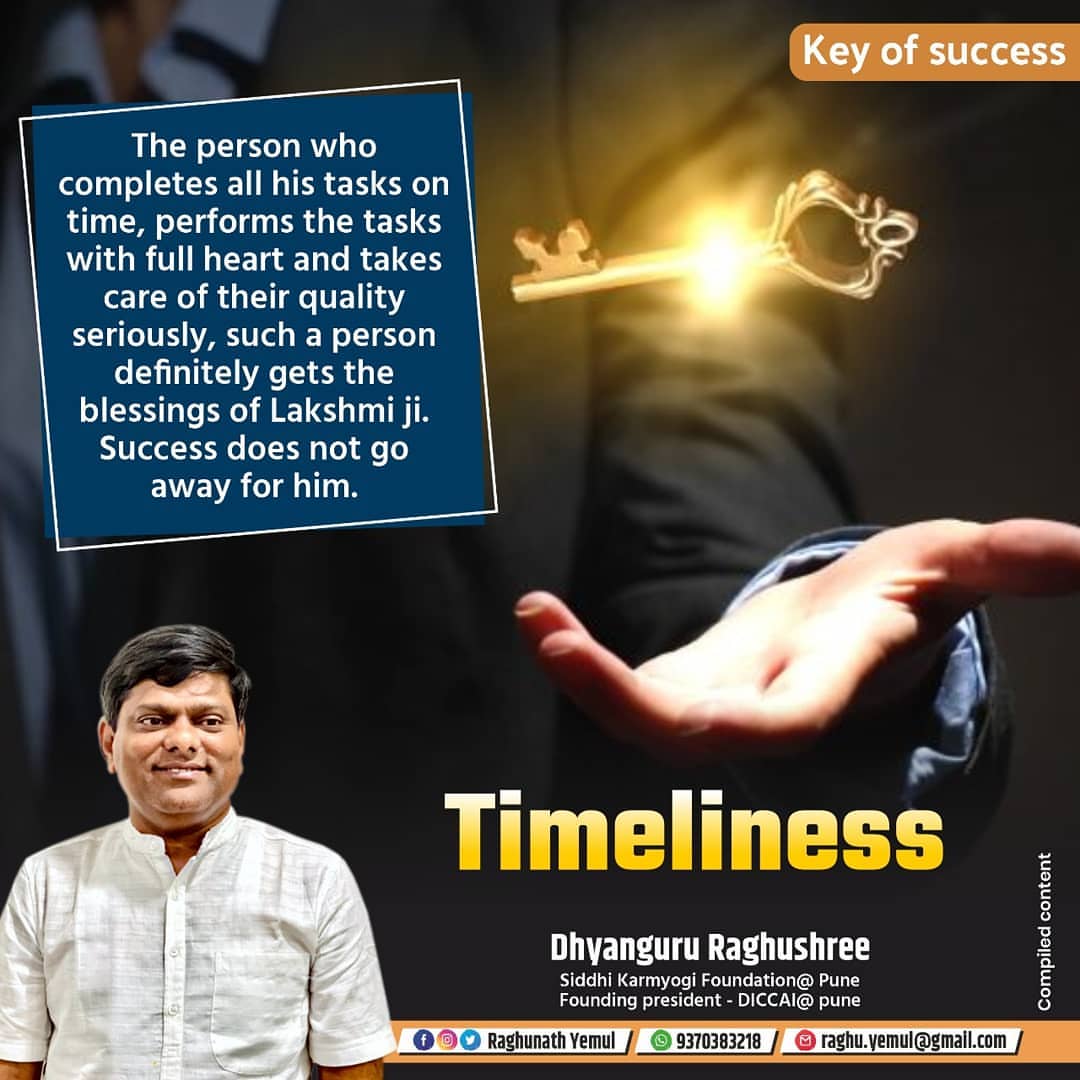 Key of success
The person who
completes all his tasks on
time, performs the tasks
with full heart and takes
care of their quality
seriously, such a person
definitely gets the
blessings of Lakshmi ji.
Success does not go
away for him.
Timeliness
Compiled content
Dhyanguru Raghushree
Siddhi Karmyogi Foundation@ Pune
Founding president - DICCAI@ pune
Raghunath Yemul / 9370383218 / raghu.yemul@gmail.com